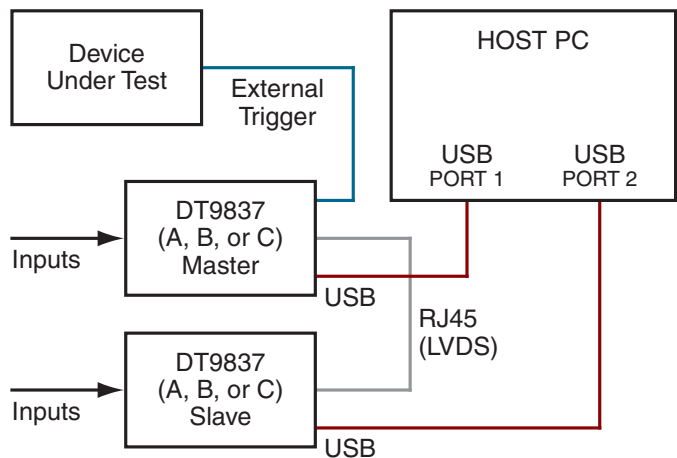 Device
Under Test
External
Trigger
HOST PC
USB
PORT 1
USB
PORT 2
DT9837
(A, B, or C)
Master
Inputs
USB
RJ45
(LVDS)
DT9837
(A, B, or C)
Slave
Inputs
USB